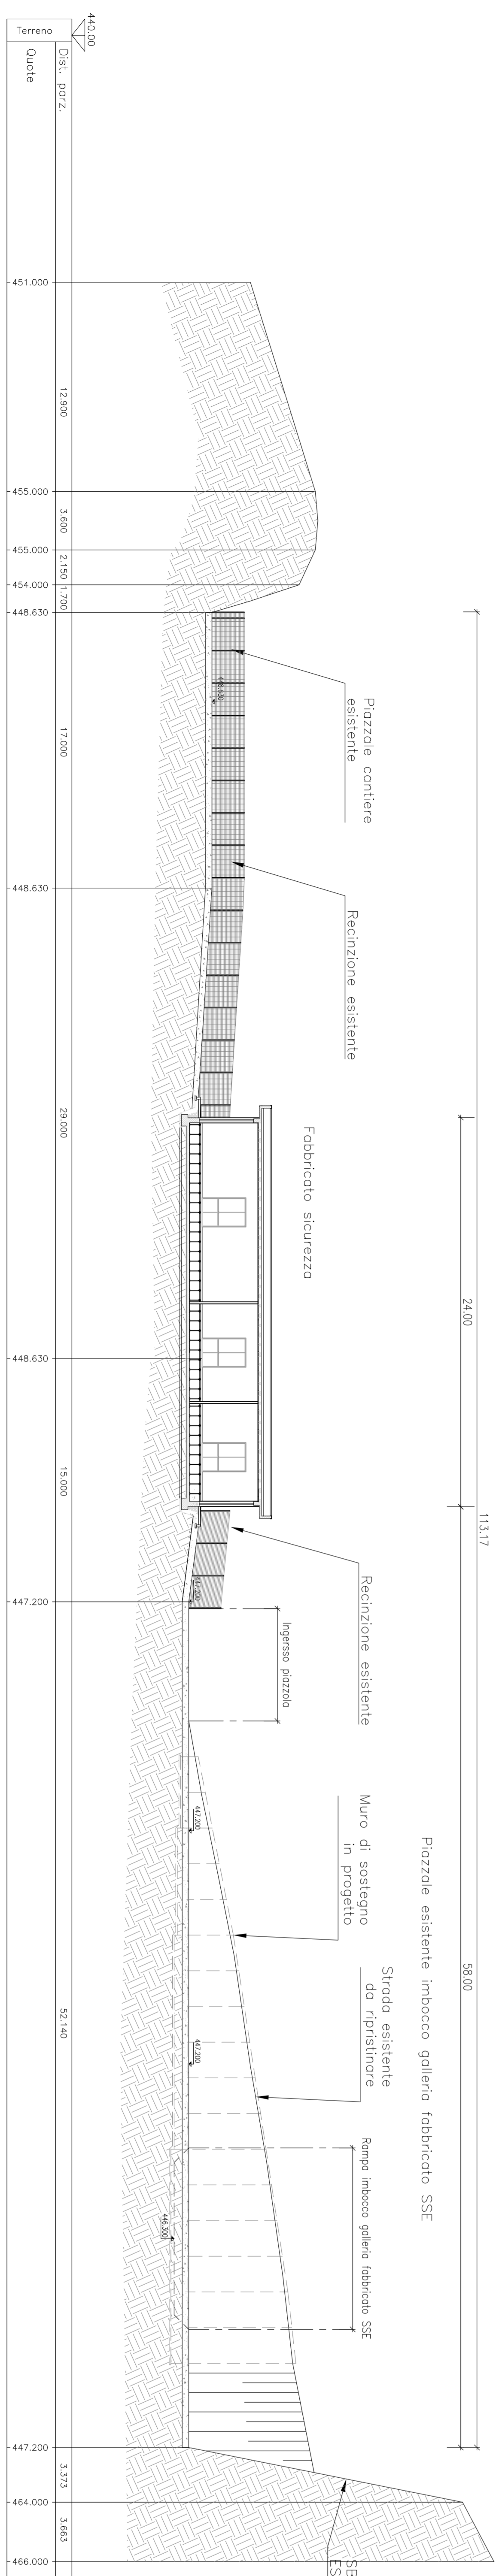 113.17
24.00
58.00
Piazzale esistente imbocco galleria fabbricato SSE
Piazzale cantiere
esistente
Recinzione esistente
Fabbricato sicurezza
Recinzione esistente
Ingersso piazzola
Muro di sostegno
in progetto
Strada esistente
da ripristinare
Rampa imbocco galleria fabbricato SSE
448.630
447.200
447.200
447.200
446.300
440.00
Terreno
Dist. parz.
12.900
3.600
2.150
1.700
17.000
29.000
15.000
52.140
3.373
3.663
Quote
451.000
455.000
455.000
454.000
448.630
448.630
448.630
447.200
447.200
464.000
466.000